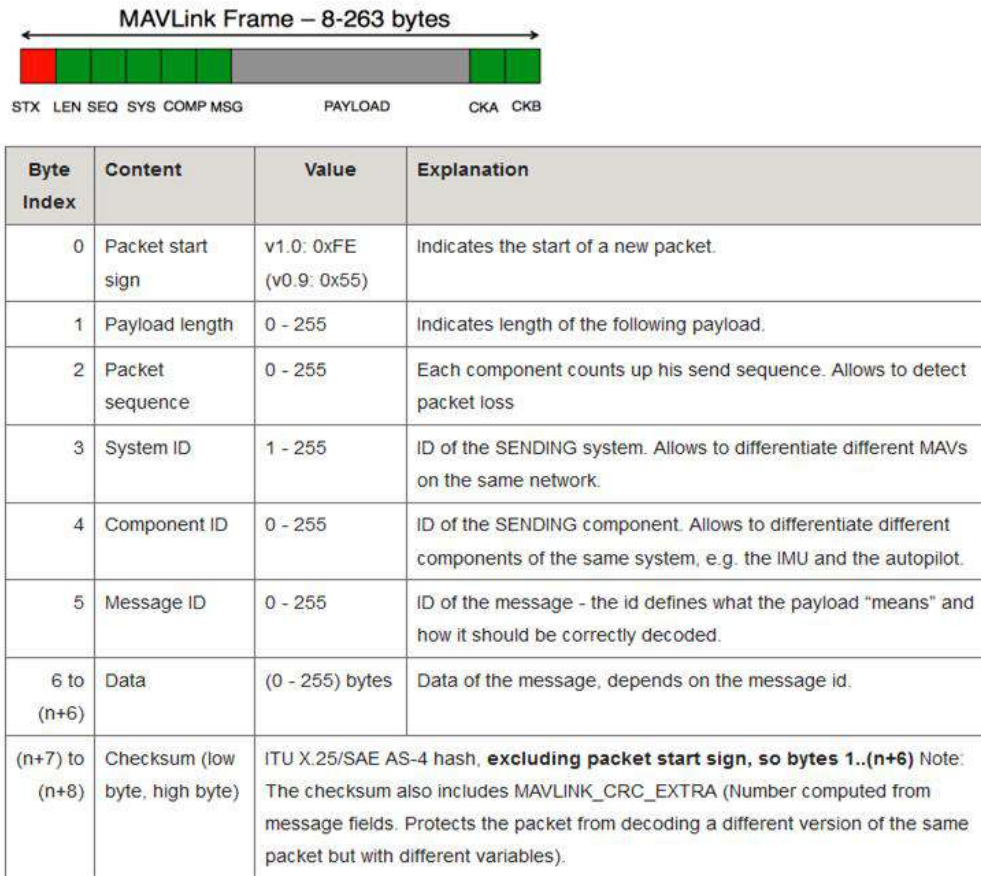 MAVLink Frame – 8-263 bytes
STX LEN SEQ SYS COMP MSG PAYLOAD CKA CKB
Byte Index Content Value Explanation
0 Packet start sign v1.0: 0xFE (v0.9: 0x55) Indicates the start of a new packet.
1 Payload length 0 - 255 Indicates length of the following payload.
2 Packet sequence 0 - 255 Each component counts up his send sequence. Allows to detect packet loss
3 System ID 1 - 255 ID of the SENDING system. Allows to differentiate different MAVs on the same network.
4 Component ID 0 - 255 ID of the SENDING component. Allows to differentiate different components of the same system, e.g. the IMU and the autopilot.
5 Message ID 0 - 255 ID of the message - the id defines what the payload “means” and how it should be correctly decoded.
6 to (n+6) Data (0 - 255) bytes Data of the message, depends on the message id.
(n+7) to (n+8) Checksum (low byte, high byte) ITU X.25/SAE AS-4 hash, excluding packet start sign, so bytes 1..(n+6) Note: The checksum also includes MAVLINK_CRC_EXTRA (Number computed from message fields. Protects the packet from decoding a different version of the same packet but with different variables).